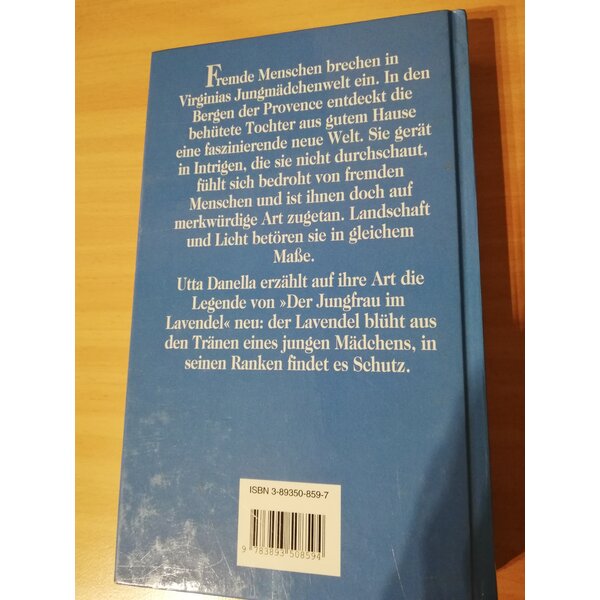 Fremde Menschen brechen in
Virginias Jungmädchenwelt ein. In den
Bergen der Provence entdeckt die
behütete Tochter aus gutem Hause
eine faszinierende neue Welt. Sie gerät
in Intrigen, die sie nicht durchschaut,
fühlt sich bedroht von fremden
Menschen und ist ihnen doch auf
merkwürdige Art zugetan. Landschaft
und Licht betören sie in gleichem
Maße.
Utta Danella erzählt auf ihre Art die
Legende von »Der Jungfrau im
Lavendel« neu: der Lavendel blüht aus
den Tränen eines jungen Mädchens, in
seinen Ranken findet es Schutz.
ISBN 3-89350-859-7
9 783893 508594